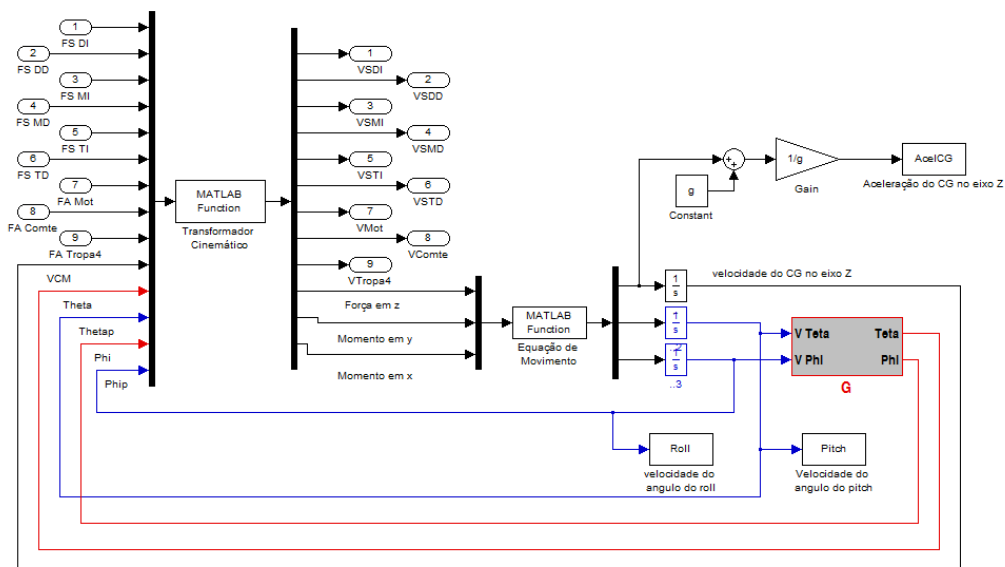 1
FS DI
2
FS DD
3
FS MI
4
FS MD
5
FS TI
6
FS TD
7
FA Mot
8
FA Comte
9
FA Tropa4
VCM
Theta
Thetap
Phi
Phip
MATLAB
Function
Transformador
Cinemático
1
VSDI
2
VSDD
3
VSMI
4
VSMD
5
VSTI
6
VSTD
7
VMot
8
VComte
9
VTropa4
Força em z
Momento em y
Momento em x
MATLAB
Function
Equação de
Movimento
g
Constant
1/g
Gain
AcelCG
Aceleração do CG no eixo Z
velocidade do CG no eixo Z
1
s
1
s
..2
1
s
..3
V Teta
Teta
V Phi
Phi
G
Roll
velocidade do
angulo do roll
Pitch
Velocidade do
angulo do pitch